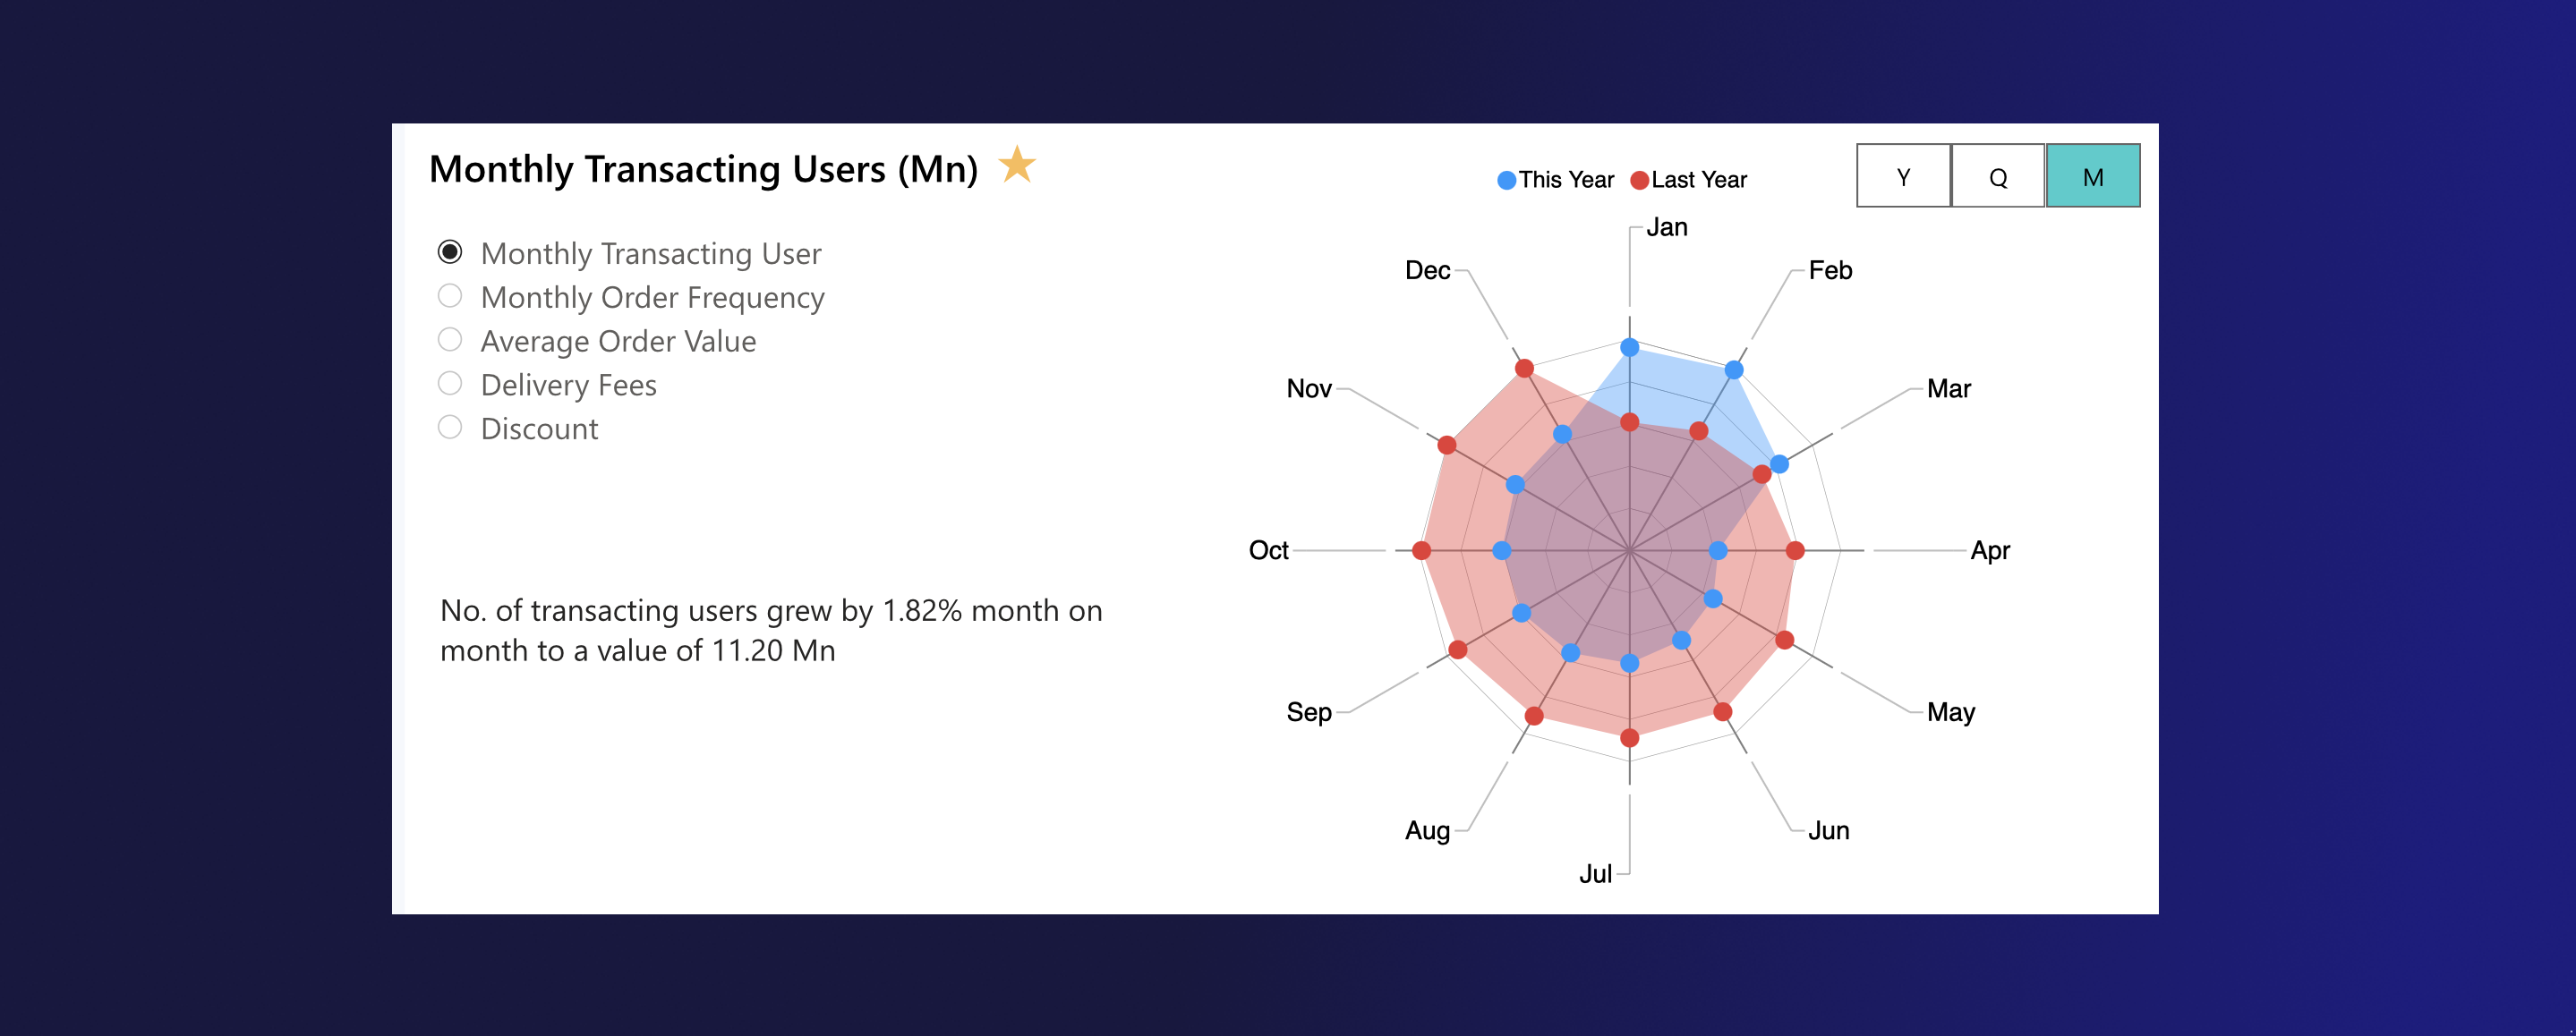 Monthly Transacting Users (Mn)
This Year
Last Year
Y
Q
M
Monthly Transacting User
Monthly Order Frequency
Average Order Value
Delivery Fees
Discount
No. of transacting users grew by 1.82% month on
month to a value of 11.20 Mn
Jan
Feb
Mar
Apr
May
Jun
Jul
Aug
Sep
Oct
Nov
Dec